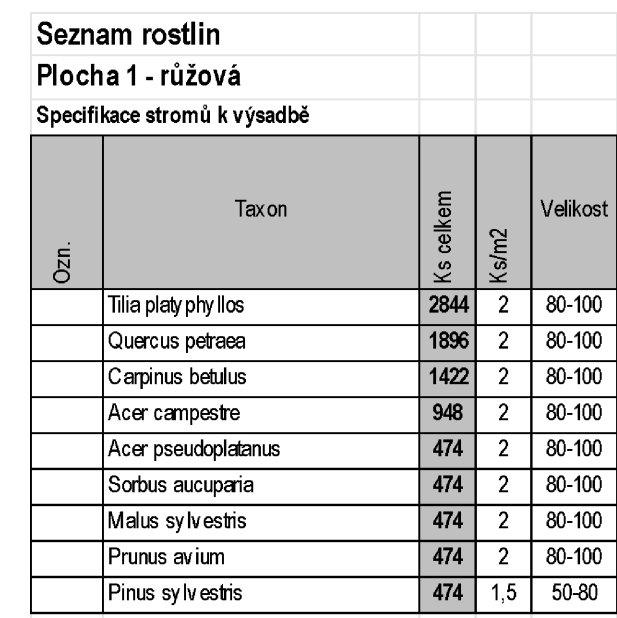 Seznam rostlin
Plocha 1 - růžová
Specifikace stromů k výsadbě
Ozn. Taxon Ks celkem Ks/m2 Velikost
Tilia platyphyllos 2844 2 80-100
Quercus petraea 1896 2 80-100
Carpinus betulus 1422 2 80-100
Acer campestre 948 2 80-100
Acer pseudoplatanus 474 2 80-100
Sorbus aucuparia 474 2 80-100
Malus sylvestris 474 2 80-100
Prunus avium 474 2 80-100
Pinus sylvestris 474 1,5 50-80